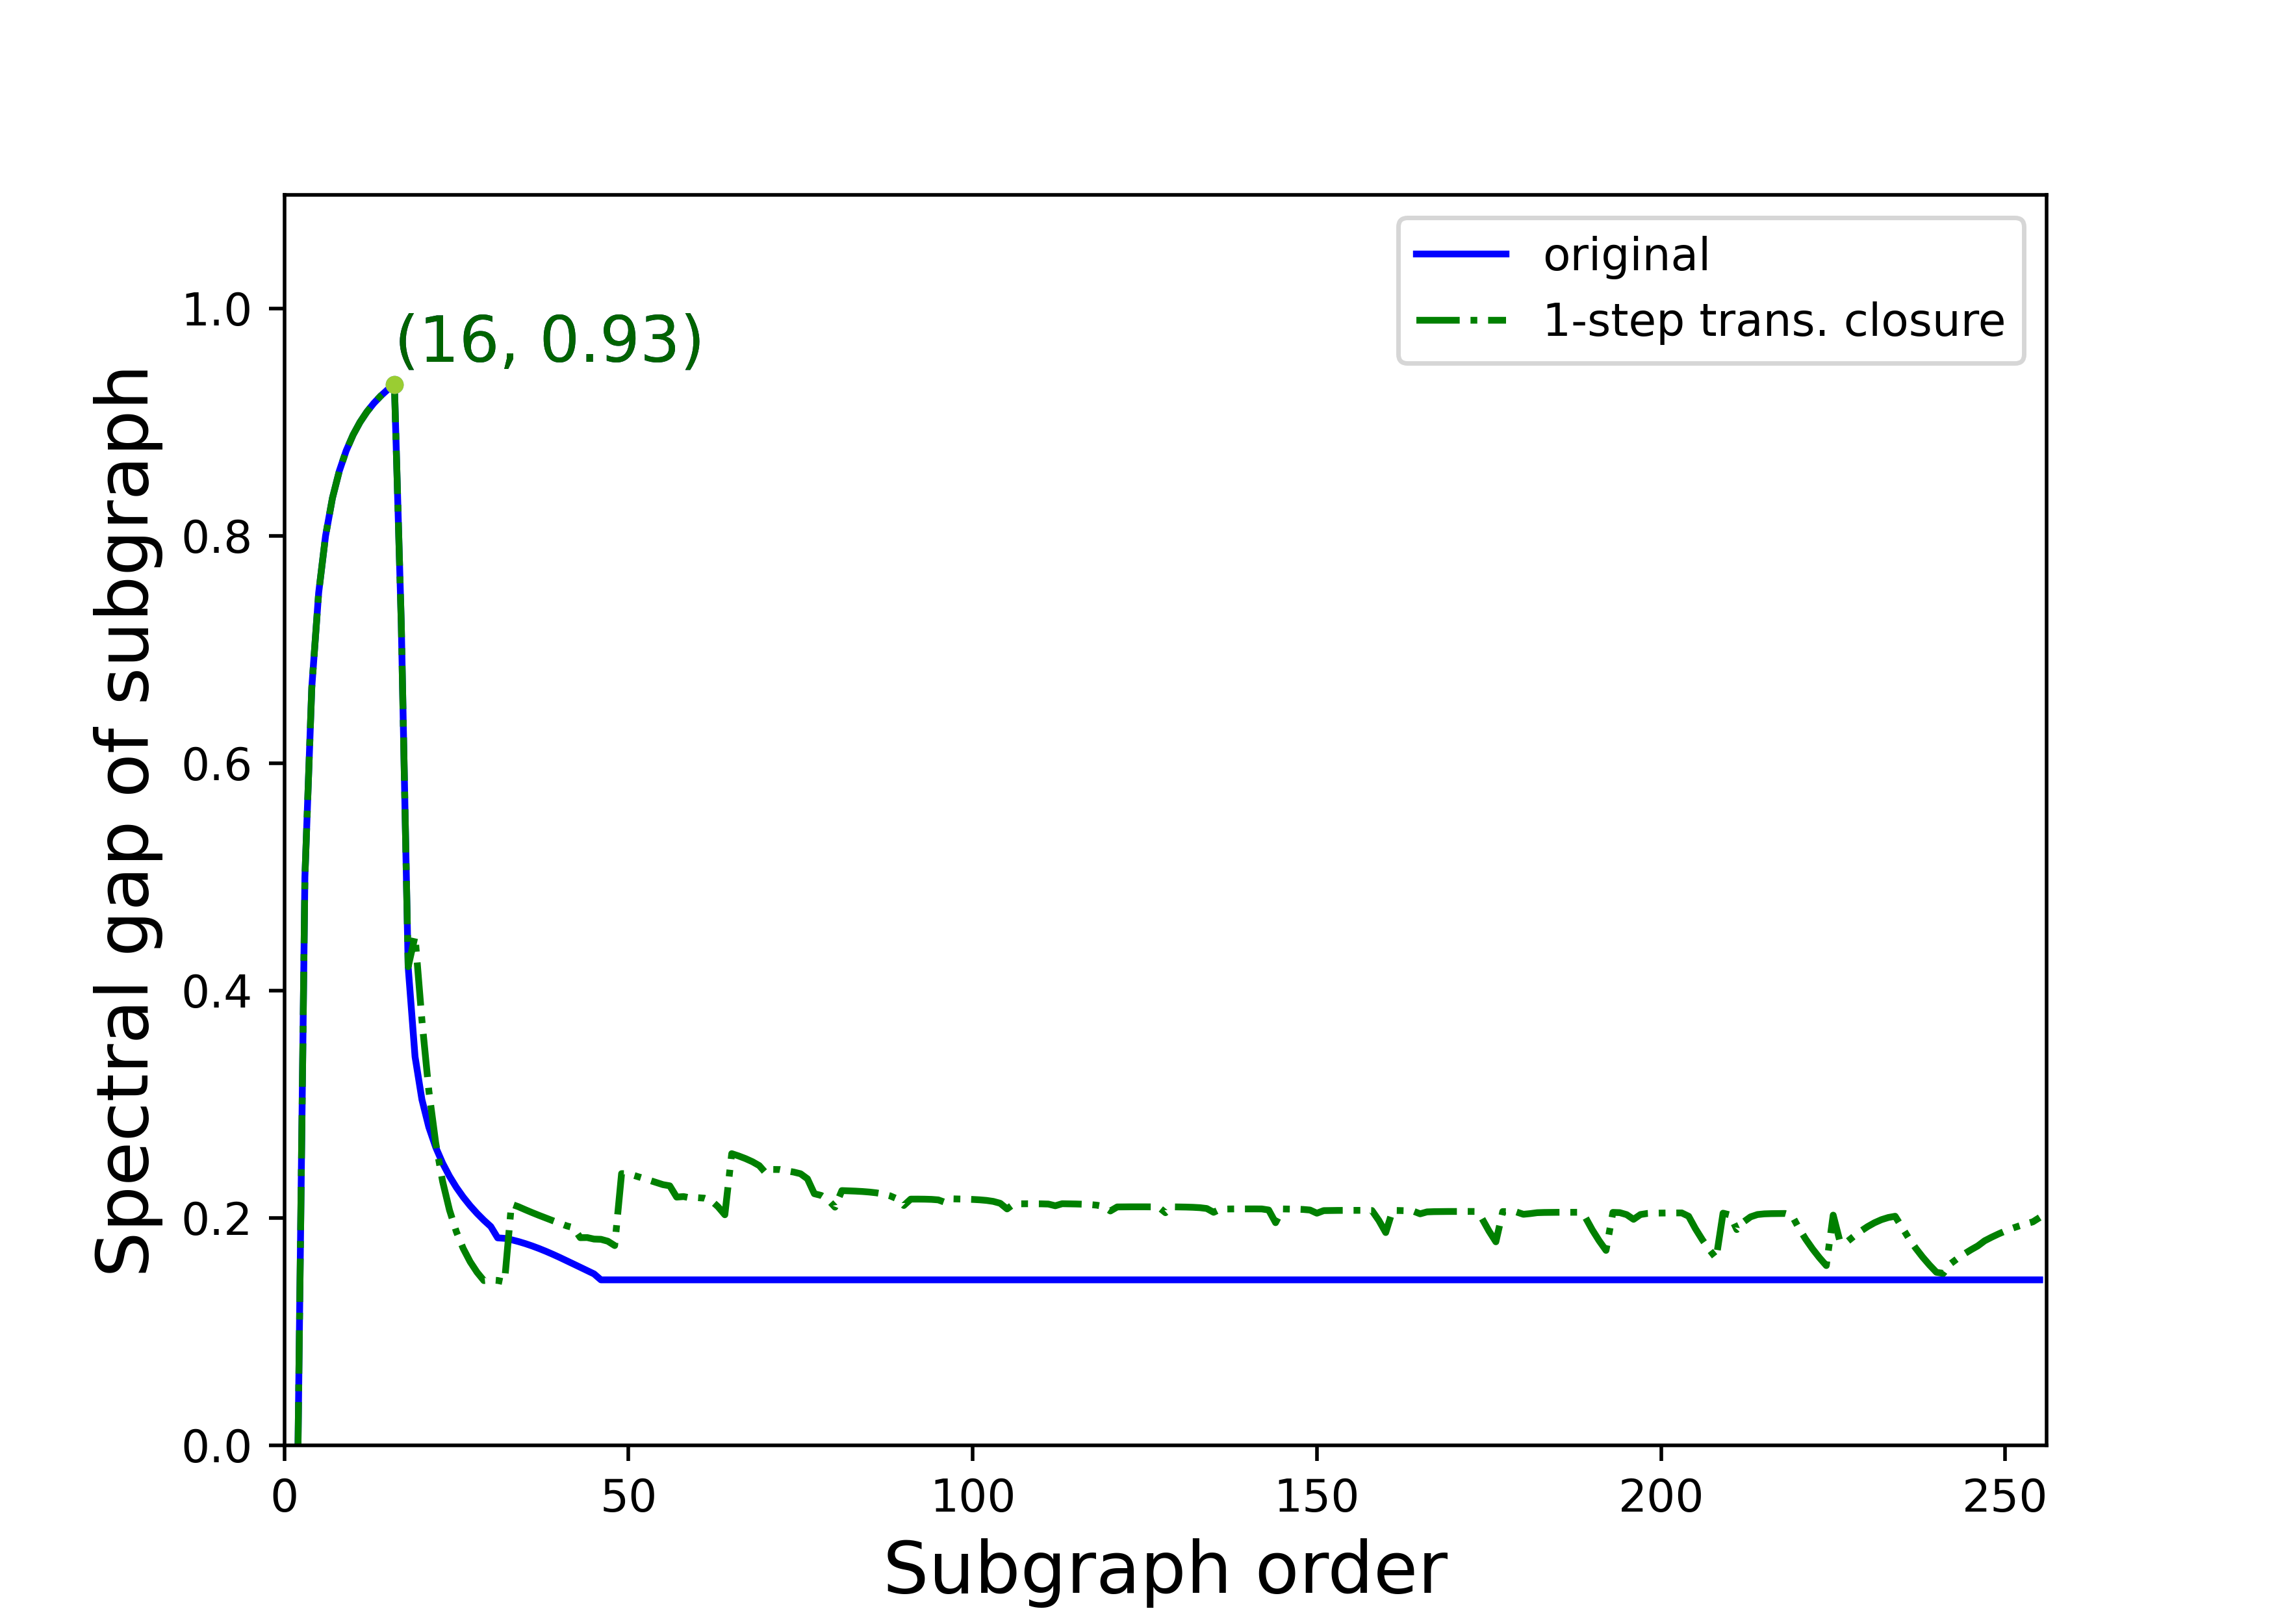 original
1-step trans. closure
(16, 0.93)
Spectral gap of subgraph
1.0
0.8
0.6
0.4
0.2
0.0
0 50 100 150 200 250
Subgraph order